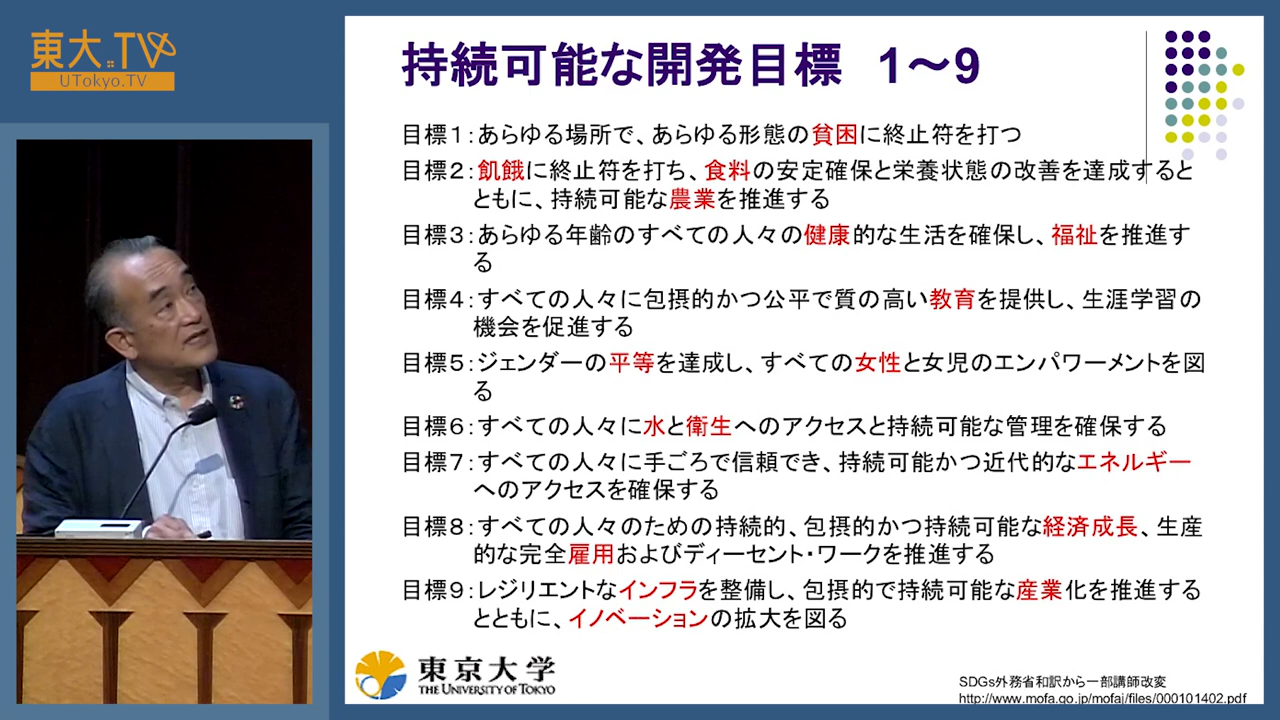 東大.TV
UTokyo.TV
持続可能な開発目標 1～9
目標１：あらゆる場所で、あらゆる形態の貧困に終止符を打つ
目標２：飢餓に終止符を打ち、食料の安定確保と栄養状態の改善を達成すると
ともに、持続可能な農業を推進する
目標３：あらゆる年齢のすべての人々の健康的な生活を確保し、福祉を推進す
る
目標４：すべての人々に包摂的かつ公平で質の高い教育を提供し、生涯学習の
機会を促進する
目標５：ジェンダーの平等を達成し、すべての女性と女児のエンパワーメントを図
る
目標６：すべての人々に水と衛生へのアクセスと持続可能な管理を確保する
目標７：すべての人々に手ごろで信頼でき、持続可能かつ近代的なエネルギー
へのアクセスを確保する
目標８：すべての人々のための持続的、包摂的かつ持続可能な経済成長、生産
的な完全雇用およびディーセント・ワークを推進する
目標９：レジリエントなインフラを整備し、包摂的で持続可能な産業化を推進する
とともに、イノベーションの拡大を図る
東京大学
THE UNIVERSITY OF TOKYO
SDGs外務省和訳から一部講師改変
http://www.mofa.go.jp/mofaj/files/000101402.pdf